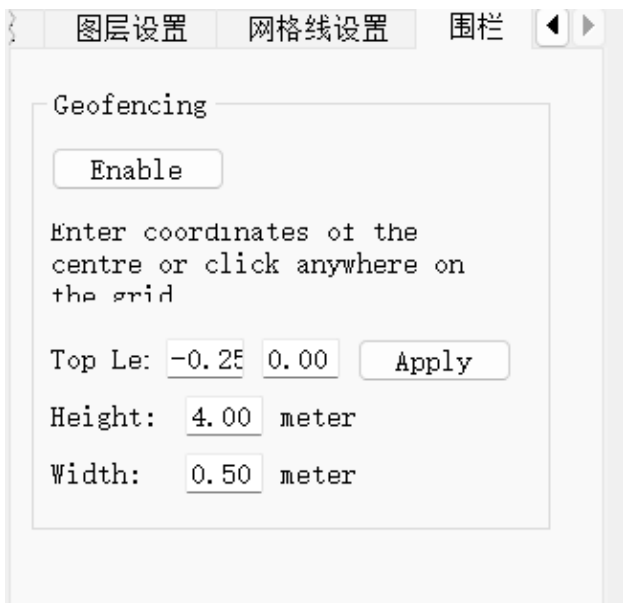 图层设置 网格线设置 围栏
Geofencing
Enable
Enter coordinates of the
centre or click anywhere on
the grid
Top Le: -0.25 0.00 Apply
Height: 4.00 meter
Width: 0.50 meter